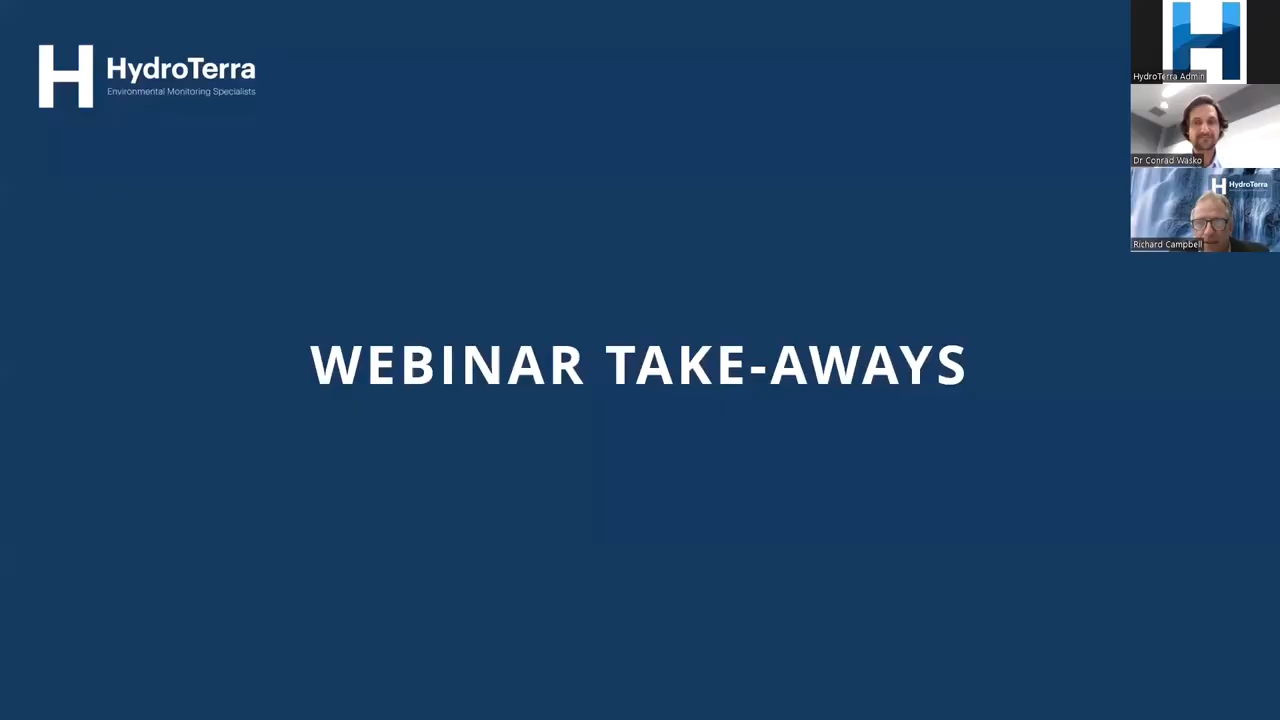 HydroTerra
Environmental Monitoring Specialists
WEBINAR TAKE-AWAYS
HydroTerra Admin
Dr Conrad Wasko
HydroTerra
Richard Campbell